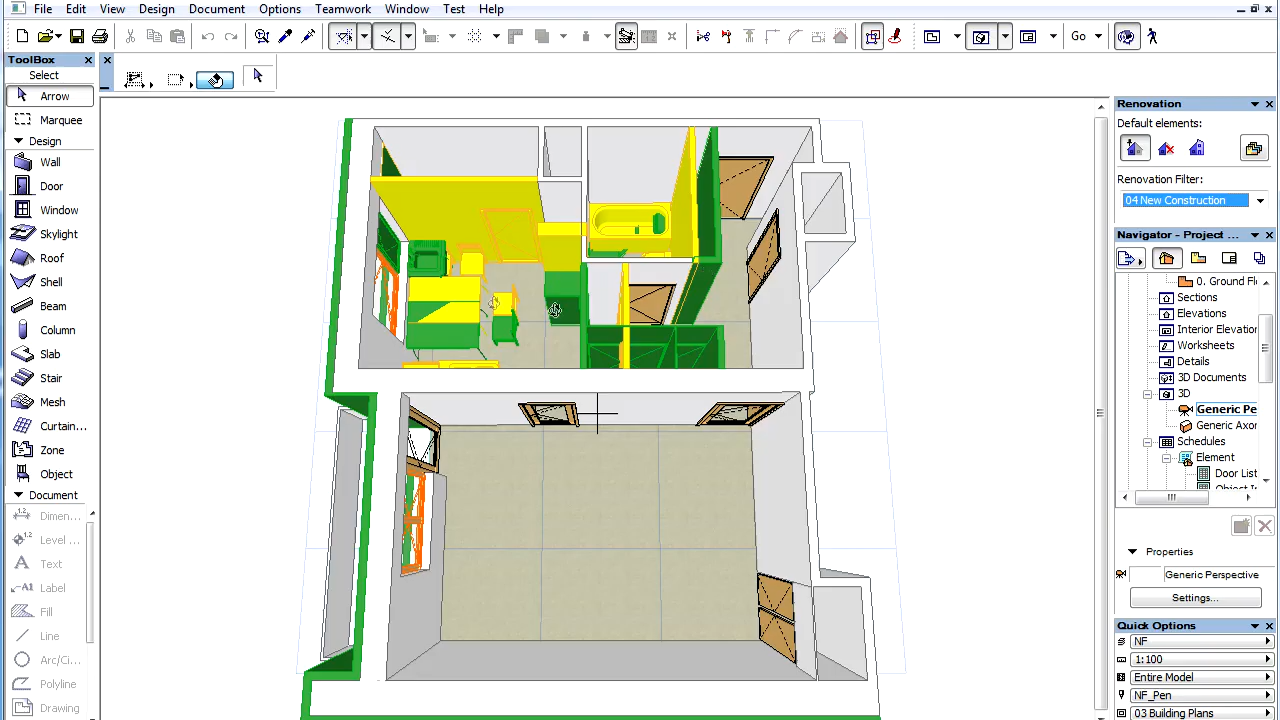 File Edit View Design Document Options Teamwork Window Test Help
Go
ToolBox
Select
Arrow
Marquee
Design
Wall
Door
Window
Skylight
Roof
Shell
Beam
Column
Slab
Stair
Mesh
Curtain...
Zone
Object
Document
Dimen...
Level ...
Text
Label
Fill
Line
Arc/Ci...
Polyline
Drawing
Renovation
Default elements:
Renovation Filter:
04 New Construction
Navigator - Project ...
0. Ground Fl
Sections
Elevations
Interior Elevatio
Worksheets
Details
3D Documents
3D
Generic Pe
Generic Axon
Schedules
Element
Door List
Properties
Generic Perspective
Settings...
Quick Options
NF
1:100
Entire Model
NF_Pen
03 Building Plans